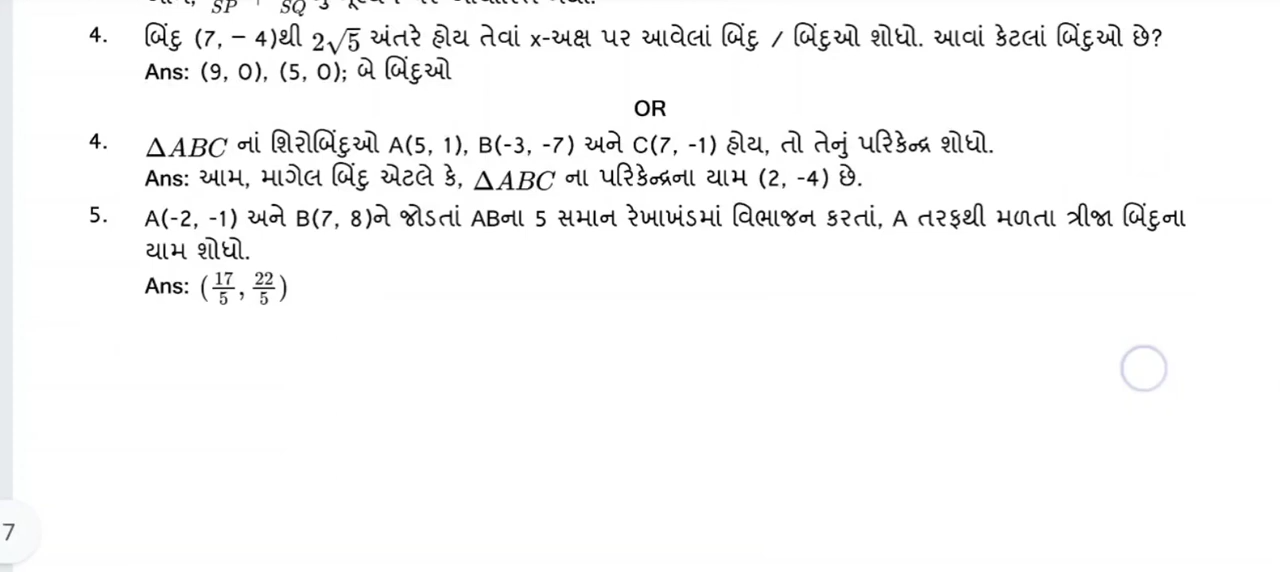 SP SQ
4. બિંદુ (7, − 4)થી 2√5 અંતરે હોય તેવાં x-અક્ષ પર આવેલાં બિંદુ / બિંદુઓ શોધો. આવાં કેટલાં બિંદુઓ છે?
Ans: (9, 0), (5, 0); બે બિંદુઓ
OR
4. △ABC નાં શિરોબિંદુઓ A(5, 1), B(-3, -7) અને C(7, -1) હોય, તો તેનું પરિકેન્દ્ર શોધો.
Ans: આમ, માગેલ બિંદુ એટલે કે, △ABC ના પરિકેન્દ્રના યામ (2, -4) છે.
5. A(-2, -1) અને B(7, 8)ને જોડતાં ABના 5 સમાન રેખાખંડમાં વિભાજન કરતાં, A તરફથી મળતા ત્રીજા બિંદુના
યામ શોધો.
Ans: (17/5, 22/5)
7